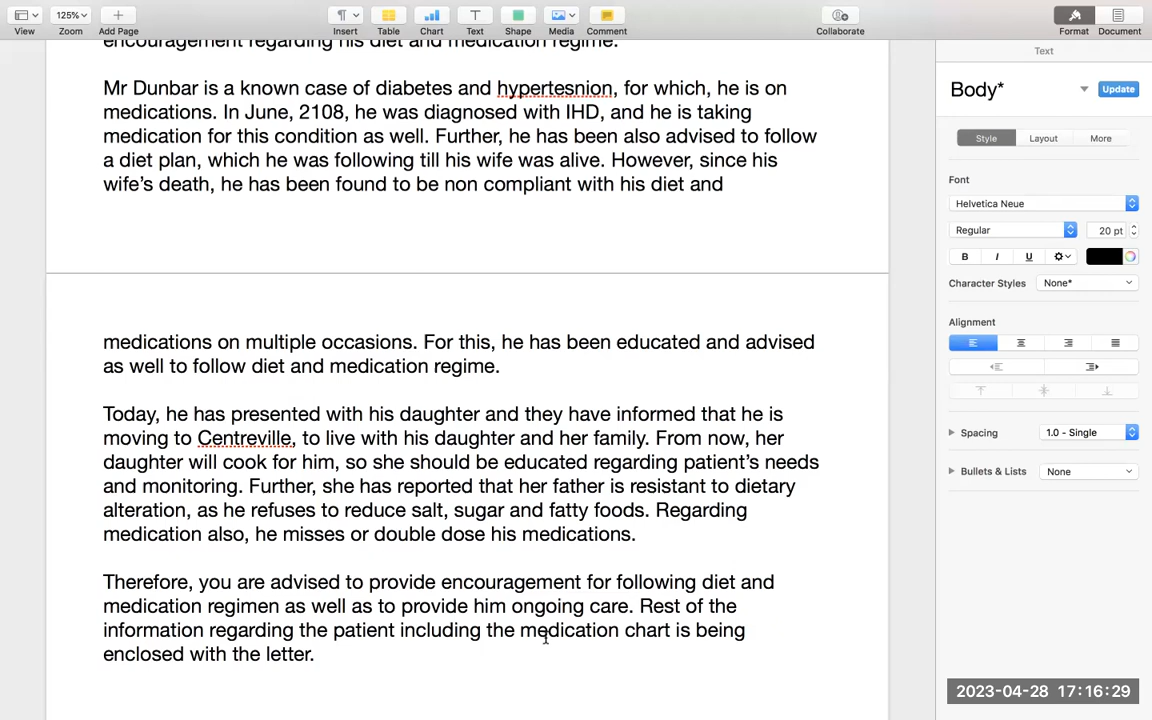 125%
View
Zoom
Add Page
Insert
Table
Chart
Text
Shape
Media
Comment
Collaborate
Format
Document
encouragement regarding his diet and medication regime.
Mr Dunbar is a known case of diabetes and hypertesnion, for which, he is on
medications. In June, 2108, he was diagnosed with IHD, and he is taking
medication for this condition as well. Further, he has been also advised to follow
a diet plan, which he was following till his wife was alive. However, since his
wife's death, he has been found to be non compliant with his diet and
medications on multiple occasions. For this, he has been educated and advised
as well to follow diet and medication regime.
Today, he has presented with his daughter and they have informed that he is
moving to Centreville, to live with his daughter and her family. From now, her
daughter will cook for him, so she should be educated regarding patient's needs
and monitoring. Further, she has reported that her father is resistant to dietary
alteration, as he refuses to reduce salt, sugar and fatty foods. Regarding
medication also, he misses or double dose his medications.
Therefore, you are advised to provide encouragement for following diet and
medication regimen as well as to provide him ongoing care. Rest of the
information regarding the patient including the medication chart is being
enclosed with the letter.
Text
Body*
Update
Style
Layout
More
Font
Helvetica Neue
Regular
20 pt
B I U
Character Styles
None*
Alignment
Spacing
1.0 - Single
Bullets & Lists
None
2023-04-28 17:16:29